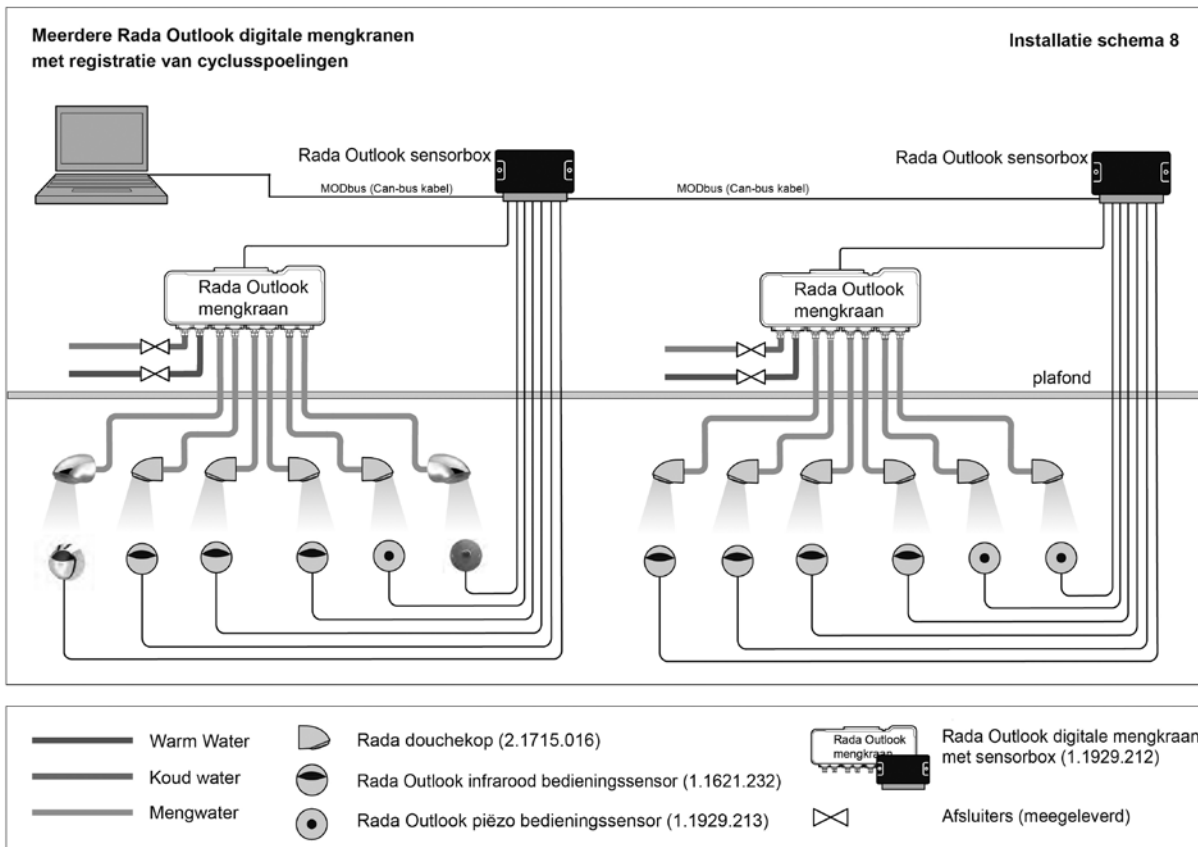 Meerdere Rada Outlook digitale mengkranen
met registratie van cyclusspoelingen
Installatie schema 8
Rada Outlook sensorbox
Rada Outlook sensorbox
MODbus (Can-bus kabel)
MODbus (Can-bus kabel)
Rada Outlook
mengkraan
Rada Outlook
mengkraan
plafond
Warm Water
Koud water
Mengwater
Rada douchekop (2.1715.016)
Rada Outlook infrarood bedieningssensor (1.1621.232)
Rada Outlook piëzo bedieningssensor (1.1929.213)
Rada Outlook
mengkraan
Rada Outlook digitale mengkraan
met sensorbox (1.1929.212)
Afsluiters (meegeleverd)